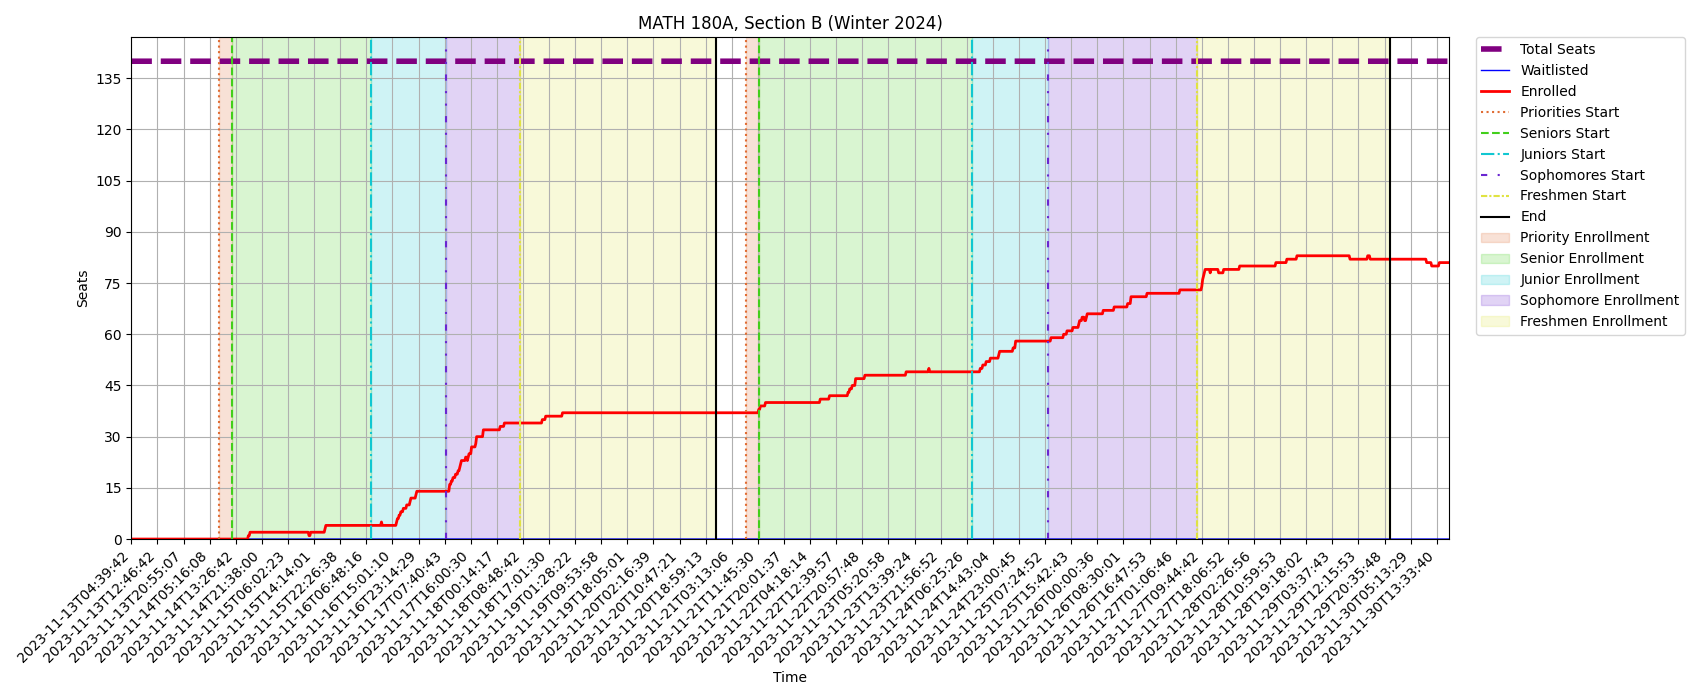 MATH 180A, Section B (Winter 2024)
Seats
135
120
105
90
75
60
45
30
15
0
2023-11-13T04:39:42
2023-11-13T12:46:42
2023-11-13T20:55:07
2023-11-14T05:16:08
2023-11-14T13:26:42
2023-11-14T21:38:00
2023-11-15T06:02:23
2023-11-15T14:14:01
2023-11-15T22:26:38
2023-11-16T06:48:16
2023-11-16T15:01:10
2023-11-16T23:14:29
2023-11-17T07:40:43
2023-11-17T16:00:30
2023-11-18T00:14:17
2023-11-18T08:48:42
2023-11-18T17:01:30
2023-11-19T01:28:22
2023-11-19T09:53:58
2023-11-19T18:05:01
2023-11-20T02:16:39
2023-11-20T10:47:21
2023-11-20T18:59:13
2023-11-21T03:13:06
2023-11-21T11:45:30
2023-11-21T20:01:37
2023-11-22T04:18:14
2023-11-22T12:39:57
2023-11-22T20:57:48
2023-11-23T05:20:58
2023-11-23T13:39:24
2023-11-23T21:56:52
2023-11-24T06:25:26
2023-11-24T14:43:04
2023-11-24T23:00:45
2023-11-25T07:24:52
2023-11-25T15:42:43
2023-11-26T00:00:36
2023-11-26T08:30:01
2023-11-26T16:47:53
2023-11-27T01:06:46
2023-11-27T09:44:42
2023-11-27T18:06:52
2023-11-28T02:26:56
2023-11-28T10:59:53
2023-11-28T19:18:02
2023-11-29T03:37:43
2023-11-29T12:15:53
2023-11-29T20:35:48
2023-11-30T05:13:29
2023-11-30T13:33:40
Time
Total Seats
Waitlisted
Enrolled
Priorities Start
Seniors Start
Juniors Start
Sophomores Start
Freshmen Start
End
Priority Enrollment
Senior Enrollment
Junior Enrollment
Sophomore Enrollment
Freshmen Enrollment